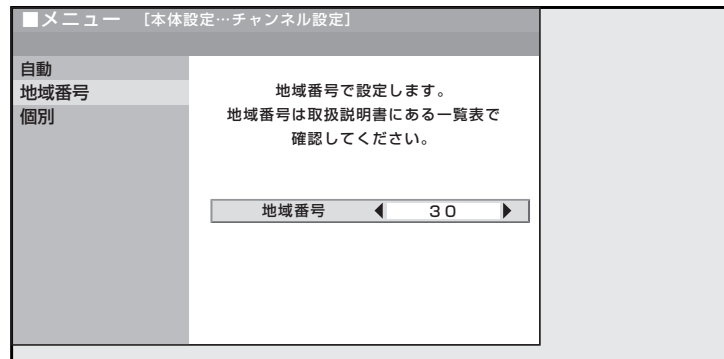 ■メニュー [本体設定…チャンネル設定]
自動
地域番号
個別
地域番号で設定します。
地域番号は取扱説明書にある一覧表で
確認してください。
地域番号 ◀ 30 ▶